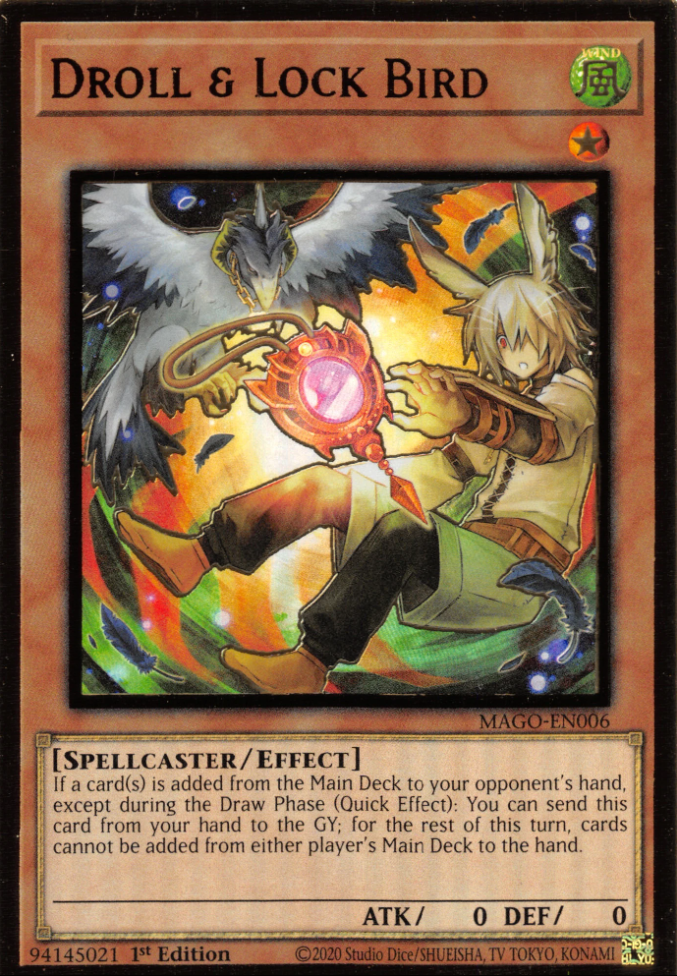 DROLL & LOCK BIRD
WIND
風
MAGO-EN006
[SPELLCASTER/EFFECT]
If a card(s) is added from the Main Deck to your opponent's hand,
except during the Draw Phase (Quick Effect): You can send this
card from your hand to the GY; for the rest of this turn, cards
cannot be added from either player's Main Deck to the hand.
ATK/ 0 DEF/ 0
94145021 1st Edition ©2020 Studio Dice/SHUEISHA, TV TOKYO, KONAMI